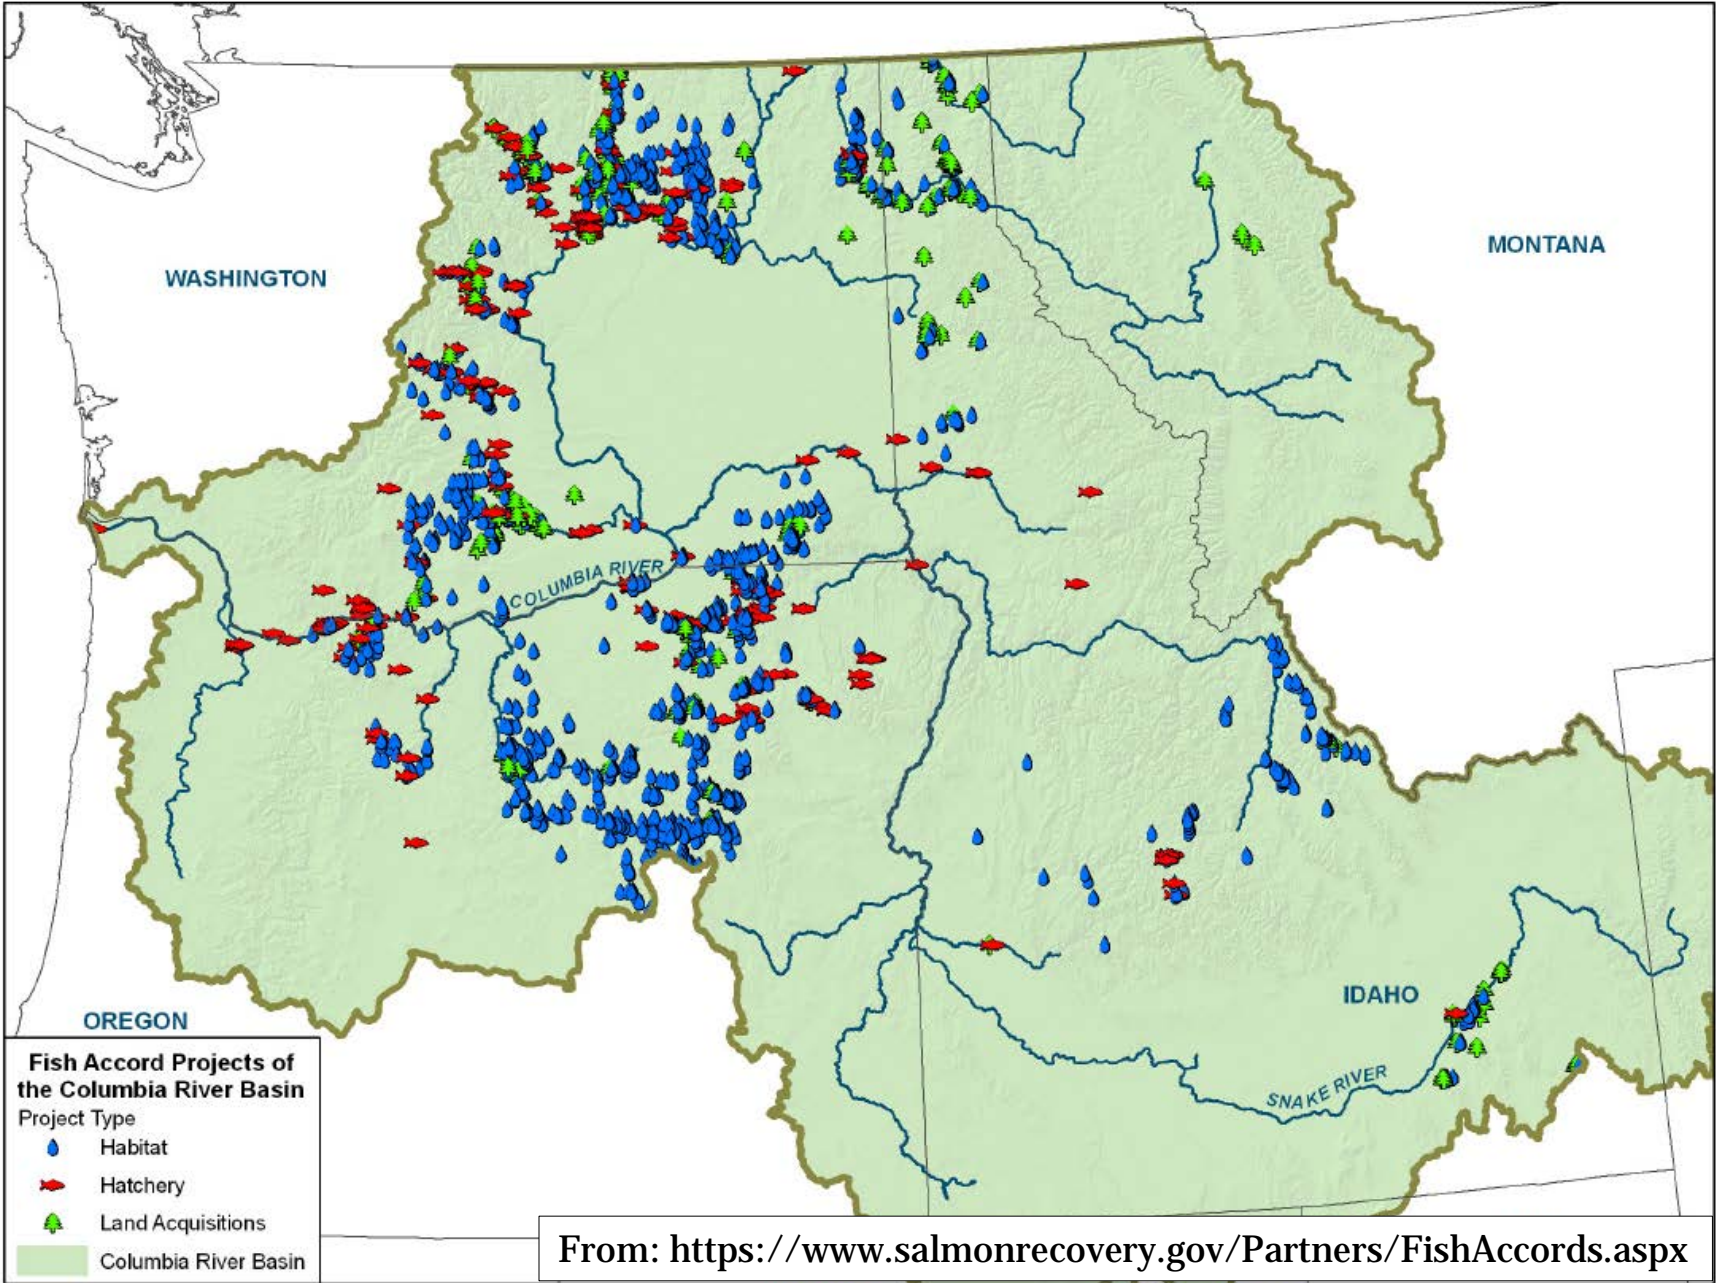 WASHINGTON
MONTANA
COLUMBIA RIVER
IDAHO
SNAKE RIVER
OREGON
Fish Accord Projects of
the Columbia River Basin
Project Type
Habitat
Hatchery
Land Acquisitions
Columbia River Basin
From: https://www.salmonrecovery.gov/Partners/FishAccords.aspx